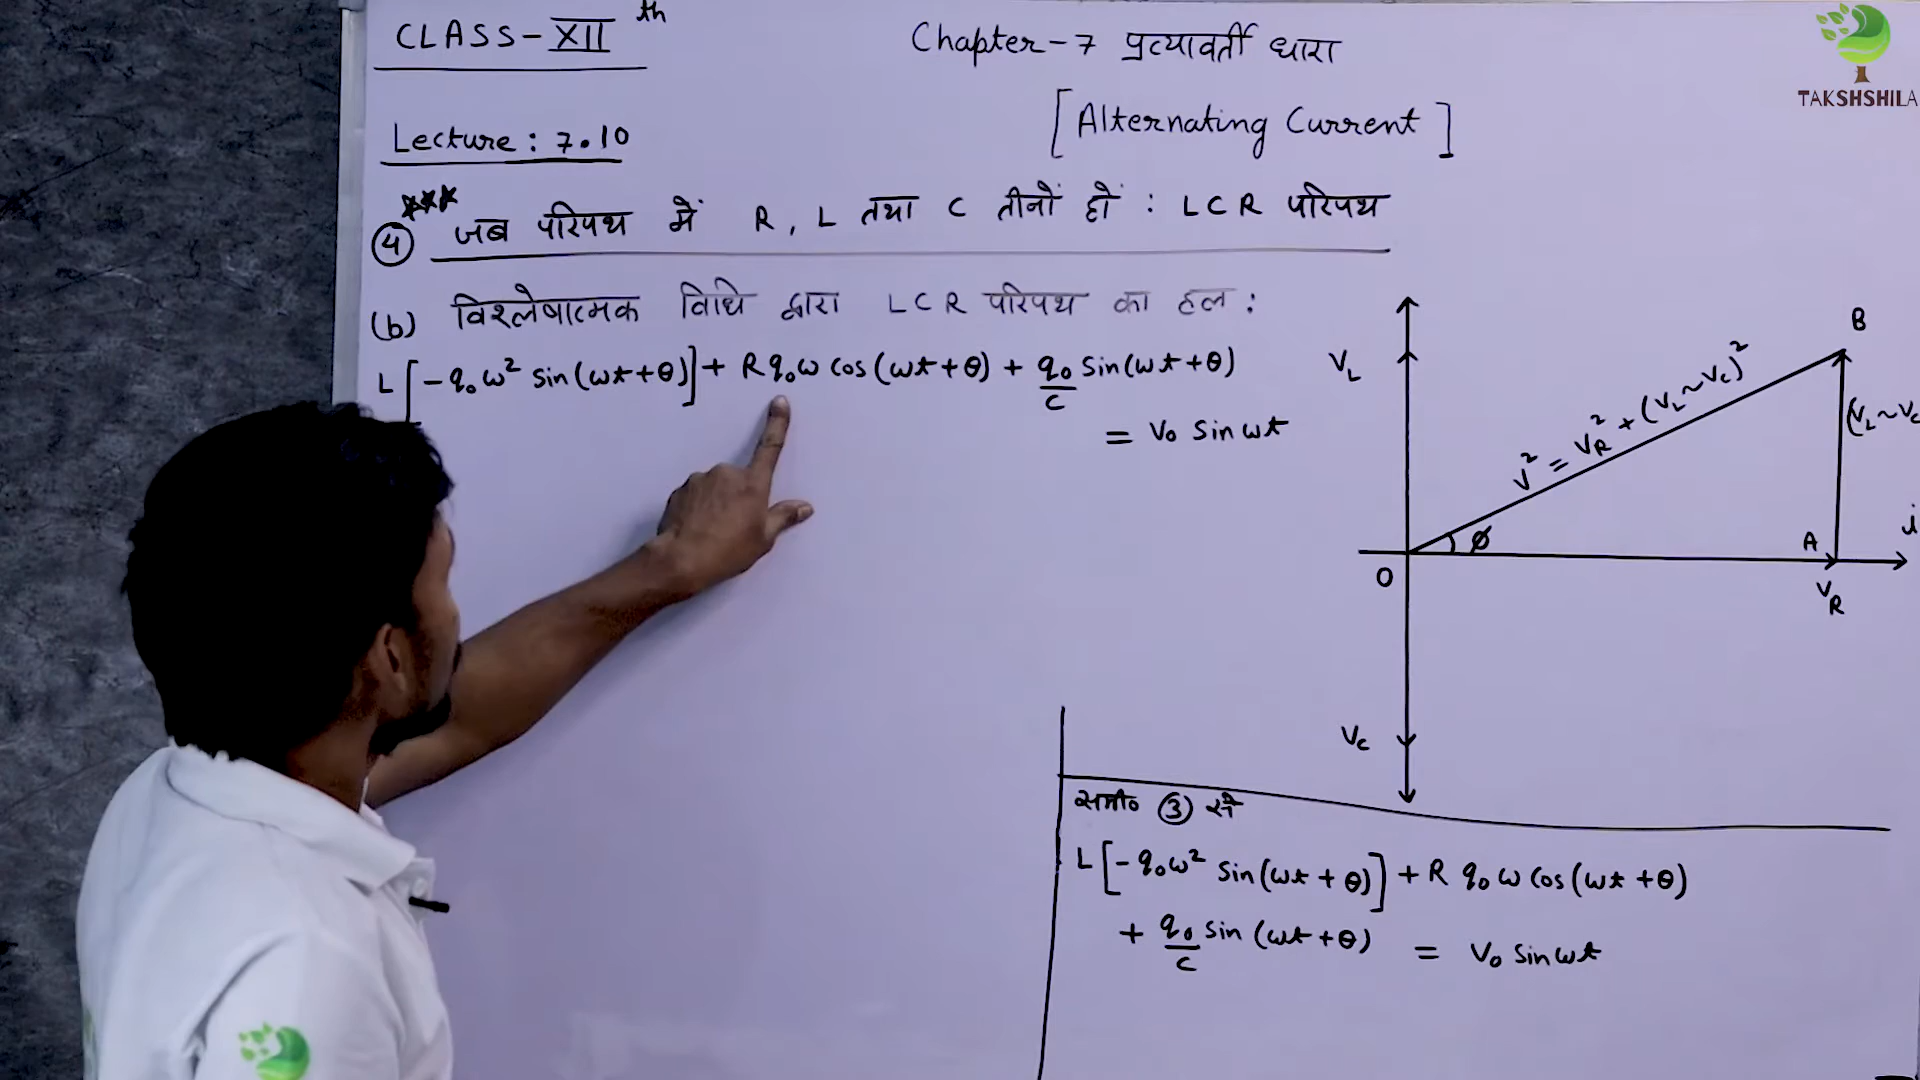 CLASS-XII th
Chapter-7 प्रत्यावर्ती धारा
[Alternating Current]
TAKSHSHILA
Lecture : 7.10
*** 
④ जब परिपथ में R, L तथा C तीनों हों : LCR परिपथ
(b) विश्लेषात्मक विधि द्वारा LCR परिपथ का हल :
L[-q₀ω² sin(ωt+θ)] + Rq₀ω cos(ωt+θ) + q₀/C sin(ωt+θ)
= V₀ sin ωt
B
V_L
V² = V_R² + (V_L ~ V_C)²
(V_L ~ V_C
i
ϕ
A
O
V_R
V_C
समी० ③ से
L[-q₀ω² sin(ωt+θ)] + R q₀ω cos(ωt+θ)
+ q₀/C sin(ωt+θ) = V₀ sin ωt